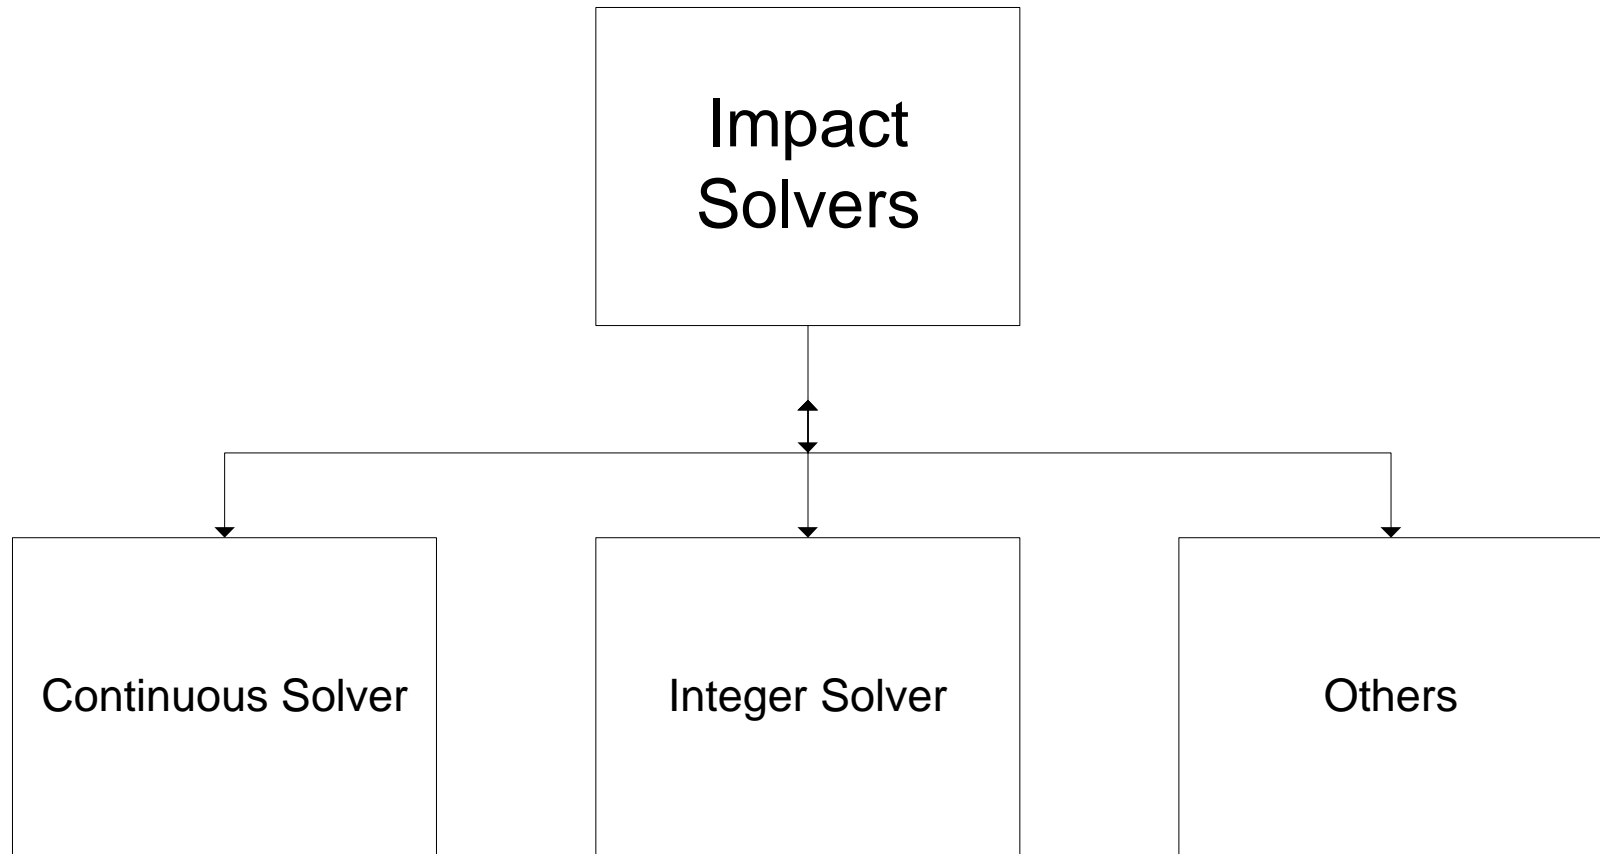 Impact
Solvers
Continuous Solver
Integer Solver
Others